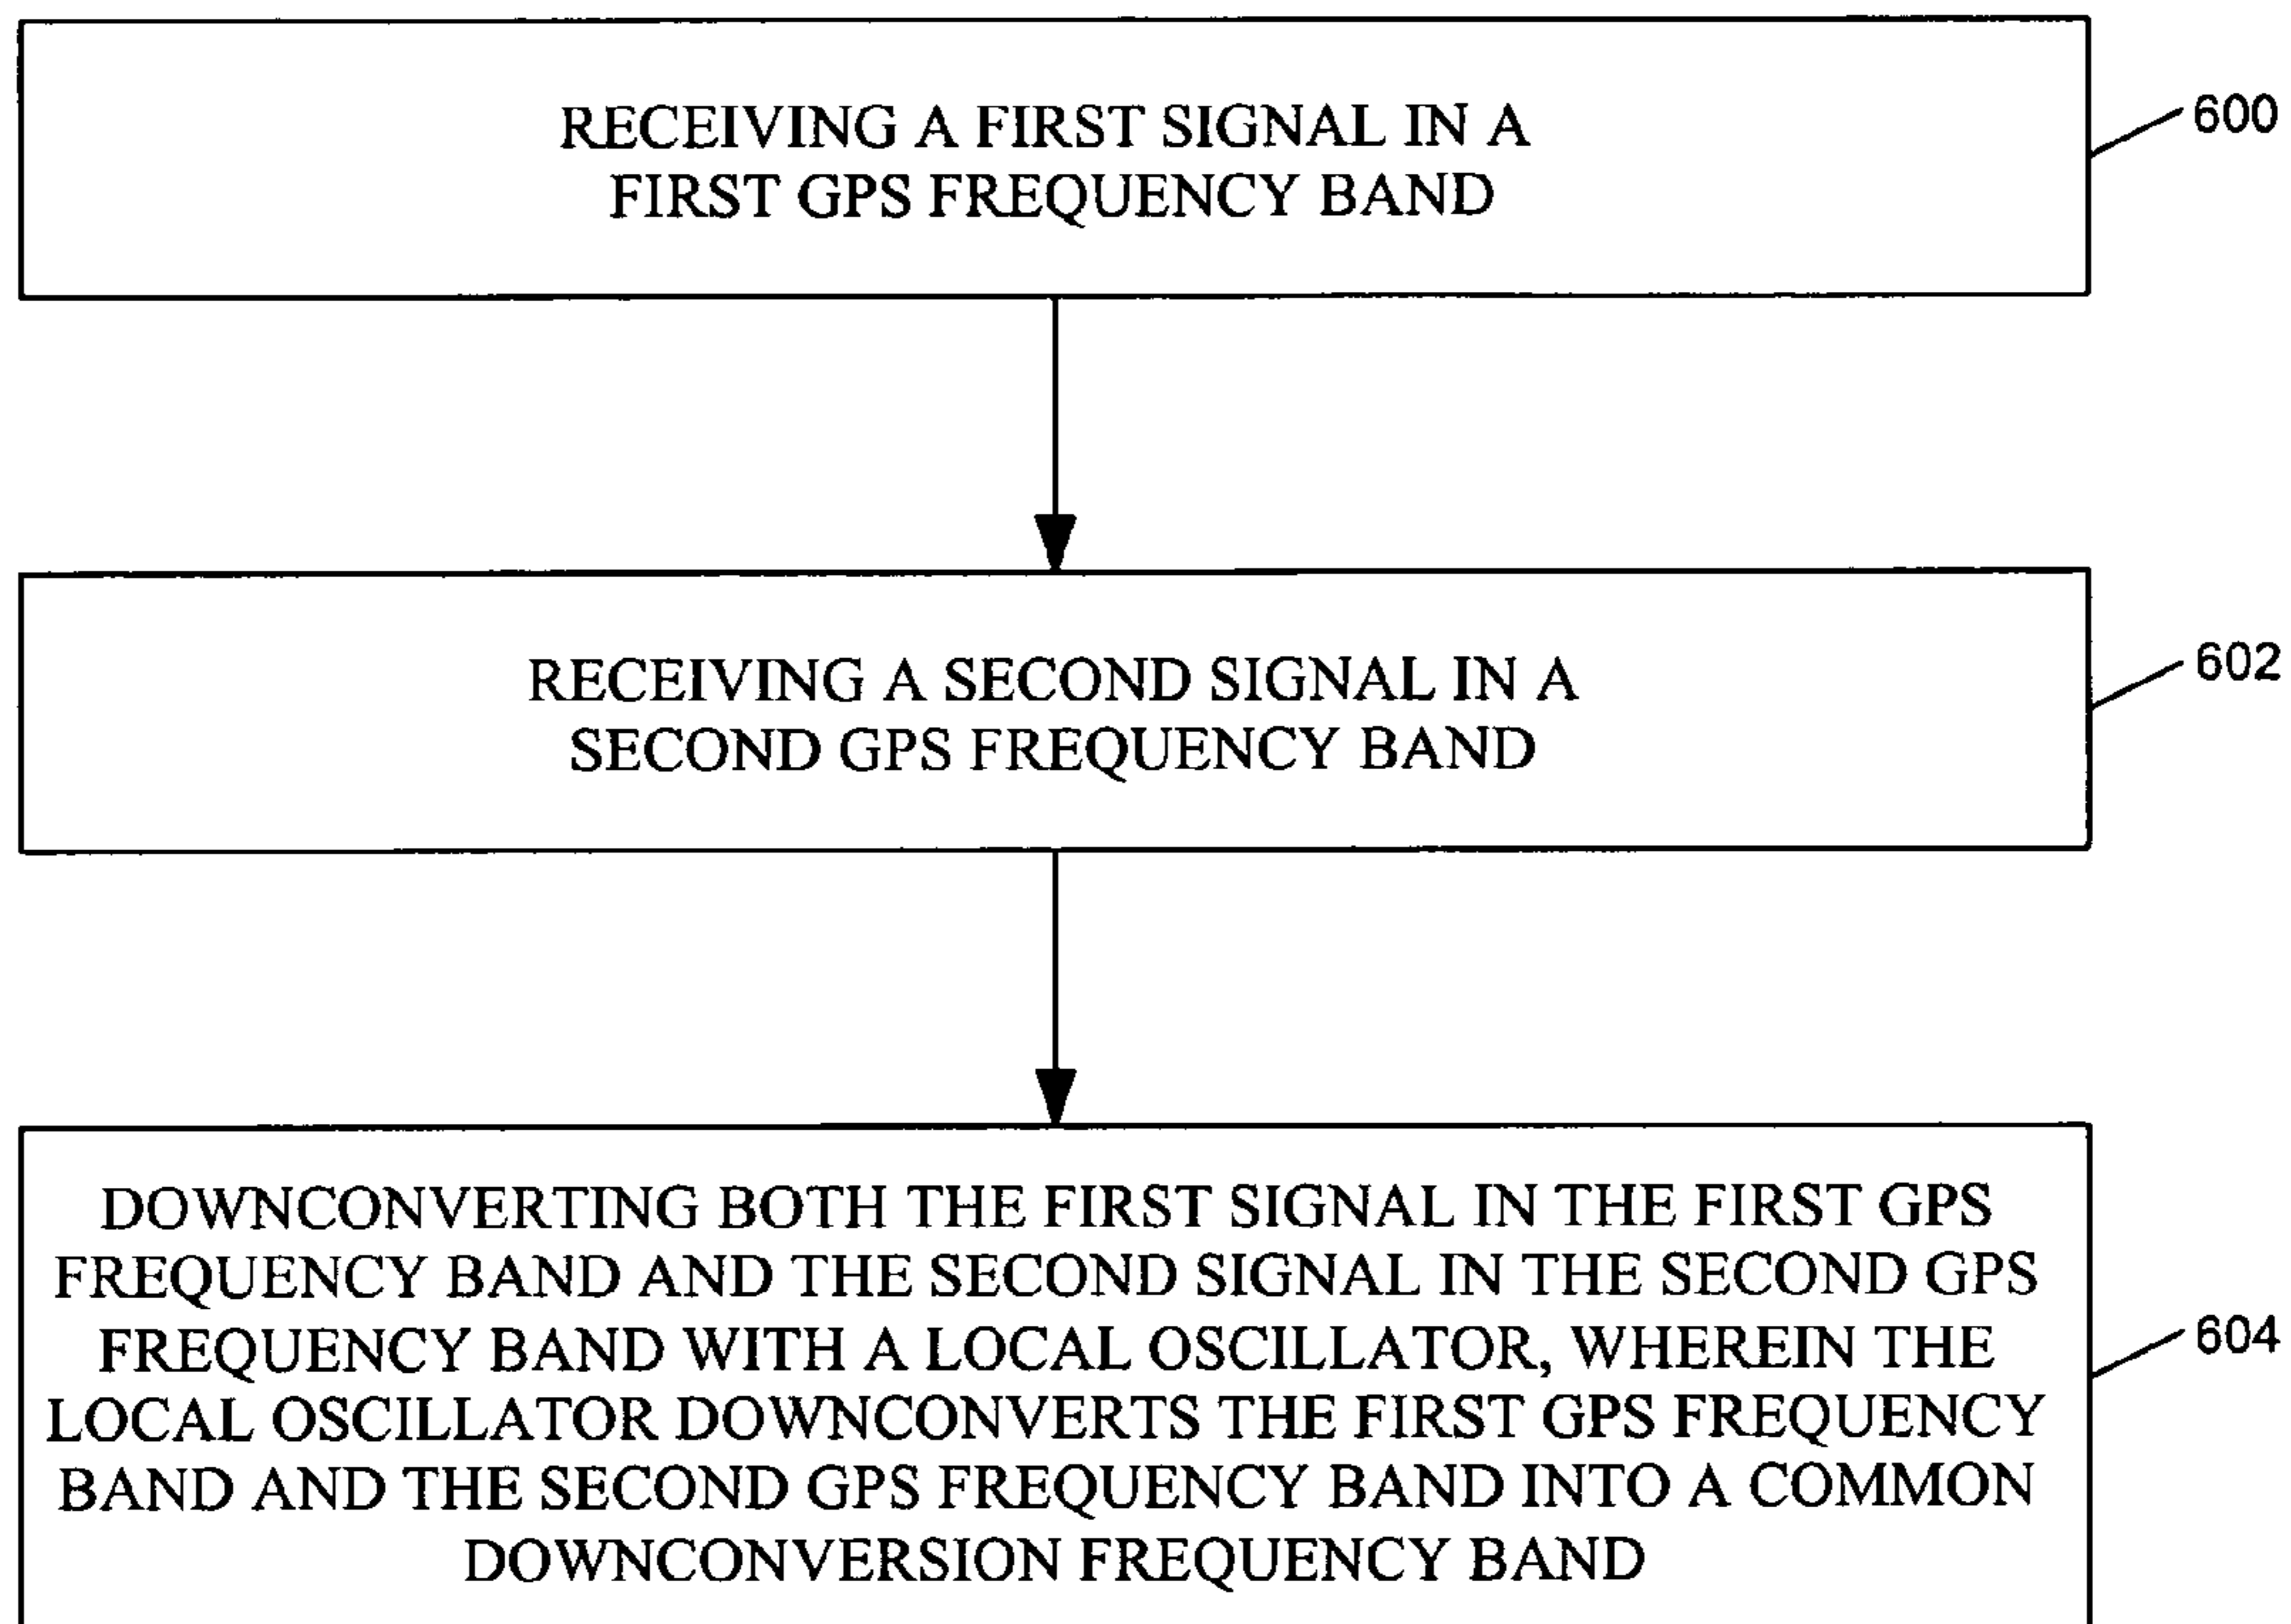 RECEIVING A FIRST SIGNAL IN A
FIRST GPS FREQUENCY BAND
600
RECEIVING A SECOND SIGNAL IN A
SECOND GPS FREQUENCY BAND
602
DOWNCONVERTING BOTH THE FIRST SIGNAL IN THE FIRST GPS
FREQUENCY BAND AND THE SECOND SIGNAL IN THE SECOND GPS
FREQUENCY BAND WITH A LOCAL OSCILLATOR, WHEREIN THE
LOCAL OSCILLATOR DOWNCONVERTS THE FIRST GPS FREQUENCY
BAND AND THE SECOND GPS FREQUENCY BAND INTO A COMMON
DOWNCONVERSION FREQUENCY BAND
604